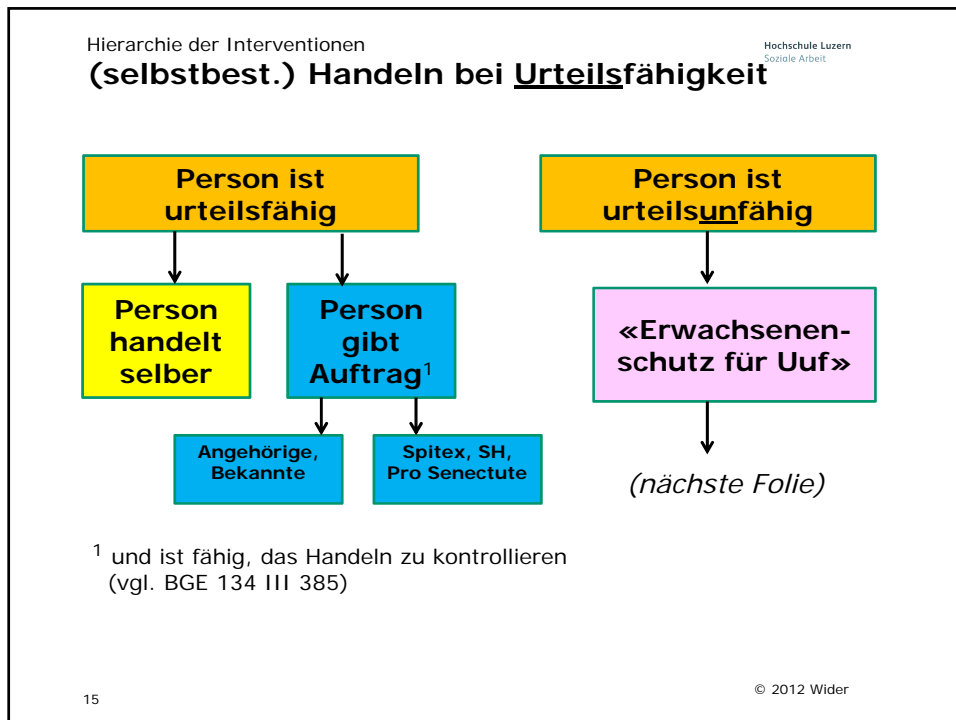 Hierarchie der Interventionen
Hochschule Luzern
Soziale Arbeit
(selbstbest.) Handeln bei Urteilsfähigkeit
Person ist
urteilsfähig
Person ist
urteilsunfähig
Person
handelt
selber
Person
gibt
Auftrag¹
«Erwachsenen-
schutz für Uuf»
Angehörige,
Bekannte
Spitex, SH,
Pro Senectute
(nächste Folie)
¹ und ist fähig, das Handeln zu kontrollieren
(vgl. BGE 134 III 385)
15
© 2012 Wider